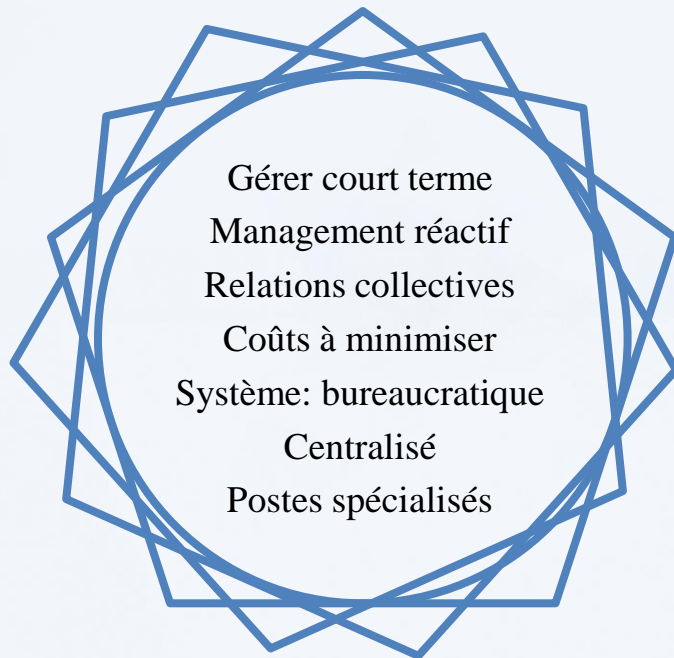 Gérer court terme
Management réactif
Relations collectives
Coûts à minimiser
Système: bureaucratique
Centralisé
Postes spécialisés